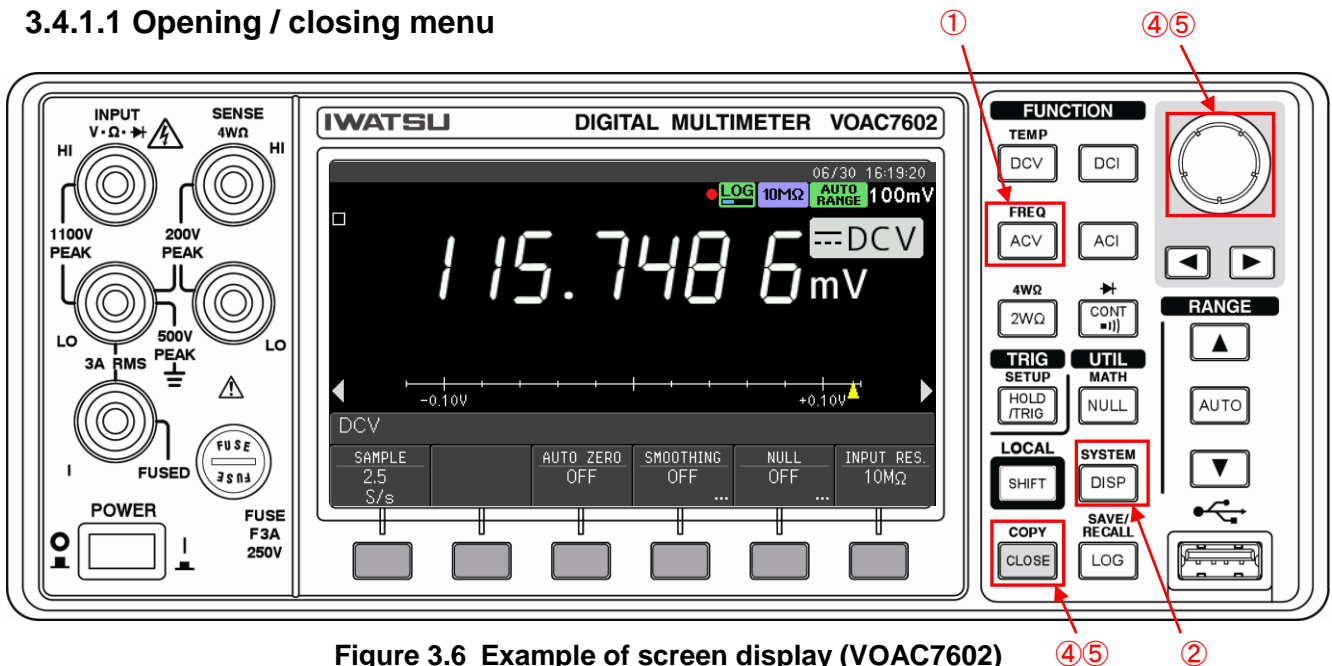 3.4.1.1 Opening / closing menu
①
④⑤
INPUT
V・Ω・
HI
SENSE
4WΩ
HI
1100V
PEAK
200V
PEAK
LO
500V
PEAK
LO
3A RMS
I
FUSED
FUSE
FUSE
POWER
FUSE
F3A
250V
IWATSU
DIGITAL MULTIMETER VOAC7602
06/30 16:19:20
LOG
10MΩ
AUTO
RANGE
100mV
DCV
115.748 6mV
-0.10V
+0.10V
DCV
SAMPLE
2.5
S/s
AUTO ZERO
OFF
SMOOTHING
OFF
...
NULL
OFF
...
INPUT RES.
10MΩ
FUNCTION
TEMP
DCV
DCI
FREQ
ACV
ACI
4WΩ
2WΩ
CONT
TRIG
SETUP
HOLD
/TRIG
UTIL
MATH
NULL
LOCAL
SHIFT
SYSTEM
DISP
COPY
CLOSE
SAVE/
RECALL
LOG
RANGE
AUTO
④⑤
②
Figure 3.6 Example of screen display (VOAC7602)